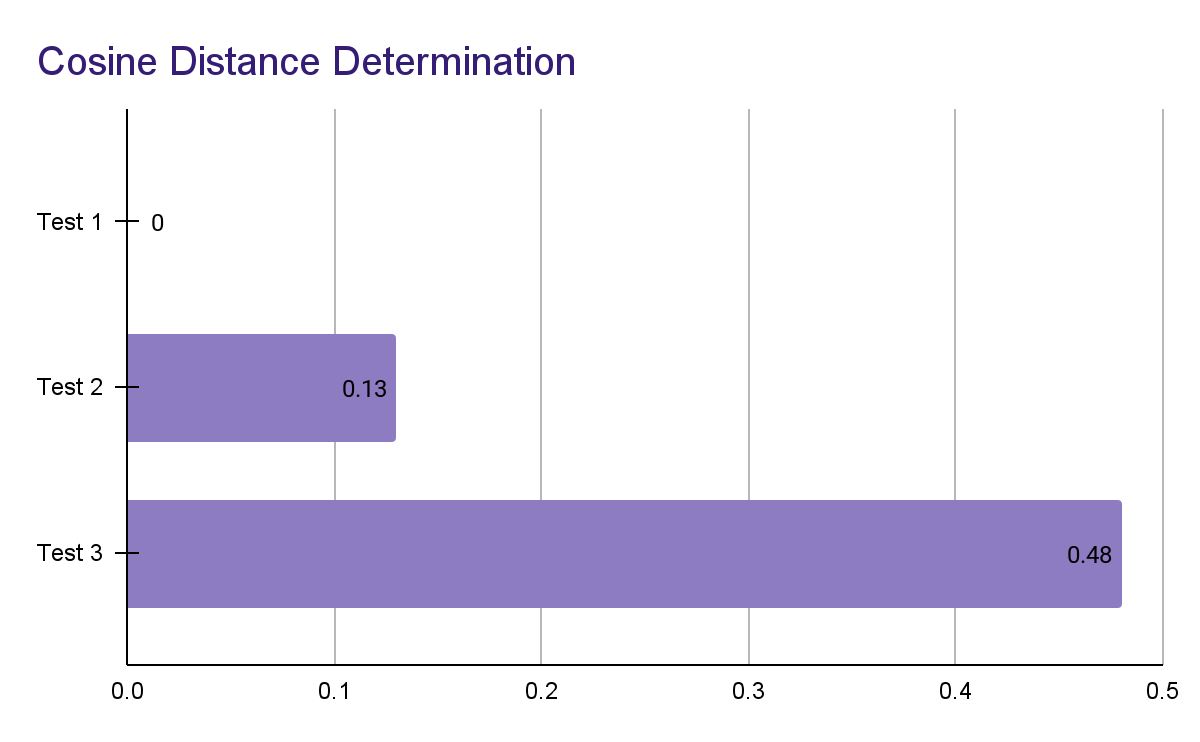 Cosine Distance Determination
Test 1 0
Test 2 0.13
Test 3 0.48
0.0 0.1 0.2 0.3 0.4 0.5